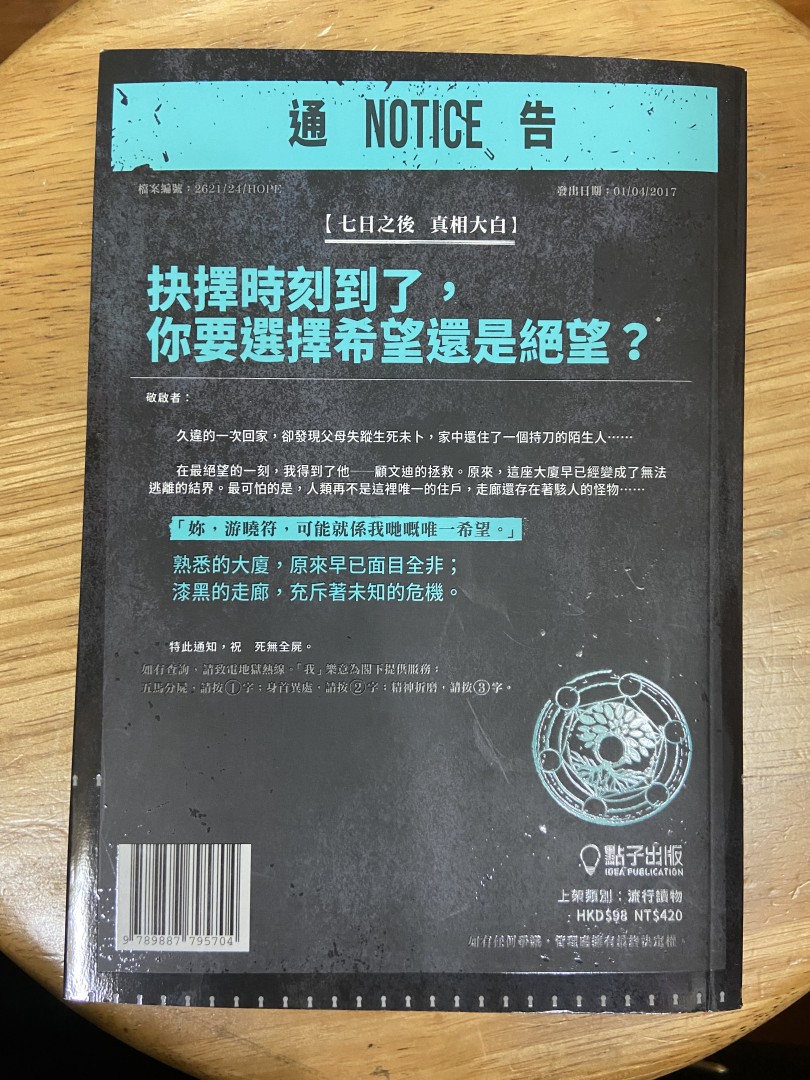 通 NOTICE 告
檔案編號：2621/24/HOPE
發出日期：01/04/2017
【七日之後 真相大白】
抉擇時刻到了，
你要選擇希望還是絕望？
敬啟者：
久違的一次回家，卻發現父母失蹤生死未卜，家中還住了一個持刀的陌生人……
在最絕望的一刻，我得到了他——顧文迪的拯救。原來，這座大廈早已經變成了無法
逃離的結界。最可怕的是，人類再不是這裡唯一的住戶，走廊還存在著駭人的怪物……
「妳，游曉符，可能就係我哋嘅唯一希望。」
熟悉的大廈，原來早已面目全非；
漆黑的走廊，充斥著未知的危機。
特此通知，祝 死無全屍。
如有查詢，請致電地獄熱線。「我」樂意為閣下提供服務：
五馬分屍，請按①字；身首異處，請按②字；精神折磨，請按③字。
點子出版
IDEA PUBLICATION
上架類別：流行讀物
HKD$98 NT$420
如有任何爭議，
9 789887 795704